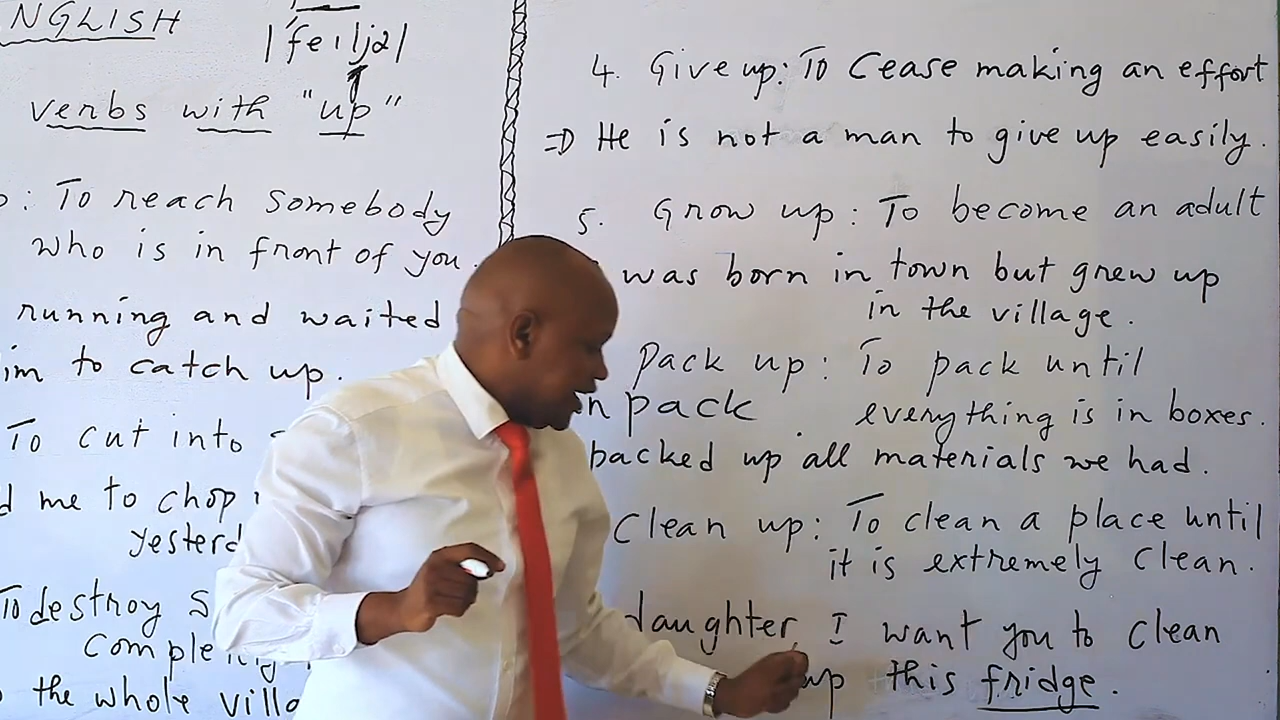 NGLISH
/ˈfeiljə/
verbs with "up"
: To reach somebody
who is in front of you.
running and waited
im to catch up.
To cut into
d me to chop
yesterd
To destroy S
the whole villa
4. Give up: To Cease making an effort
⇒ He is not a man to give up easily.
5. Grow up: To become an adult
was born in town but grew up
in the village.
Pack up: To pack until
npack everything is in boxes.
packed up all materials we had.
Clean up: To clean a place until
it is extremely clean.
daughter, I want you to clean
up this fridge.